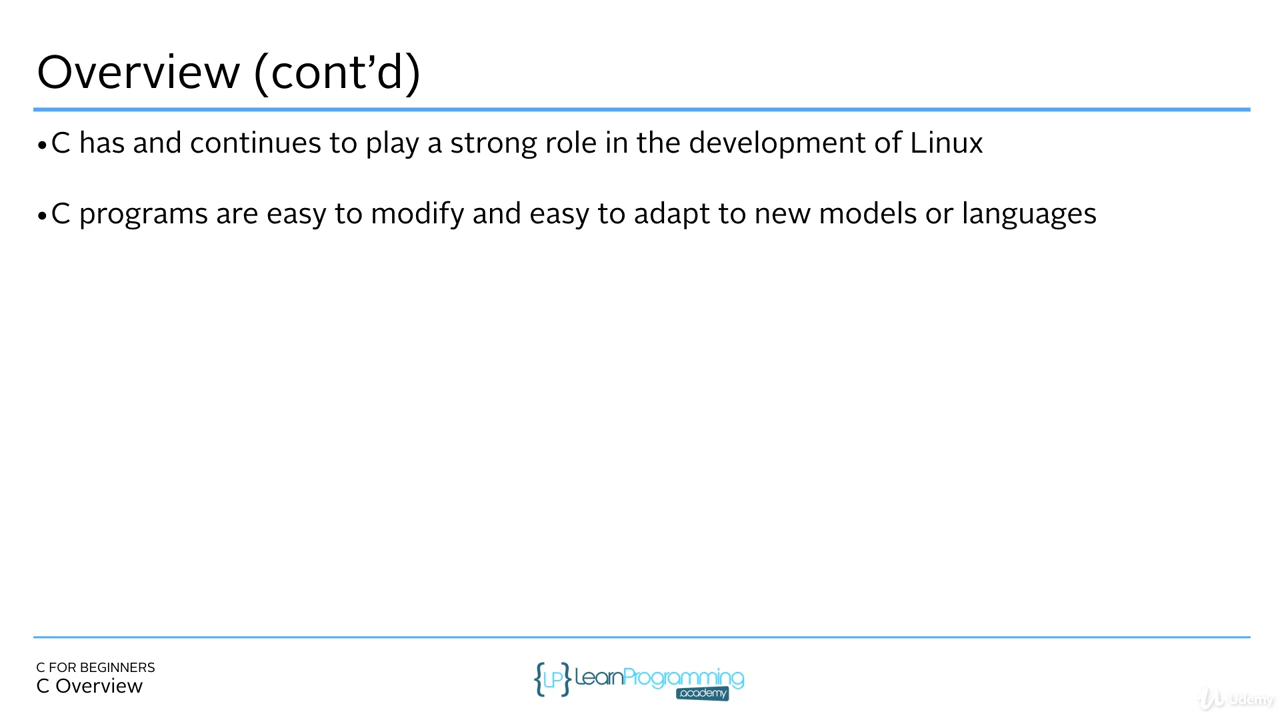 Overview (cont’d)
•C has and continues to play a strong role in the development of Linux
•C programs are easy to modify and easy to adapt to new models or languages
C FOR BEGINNERS
C Overview
{LP}LearnProgramming
.academy
Udemy